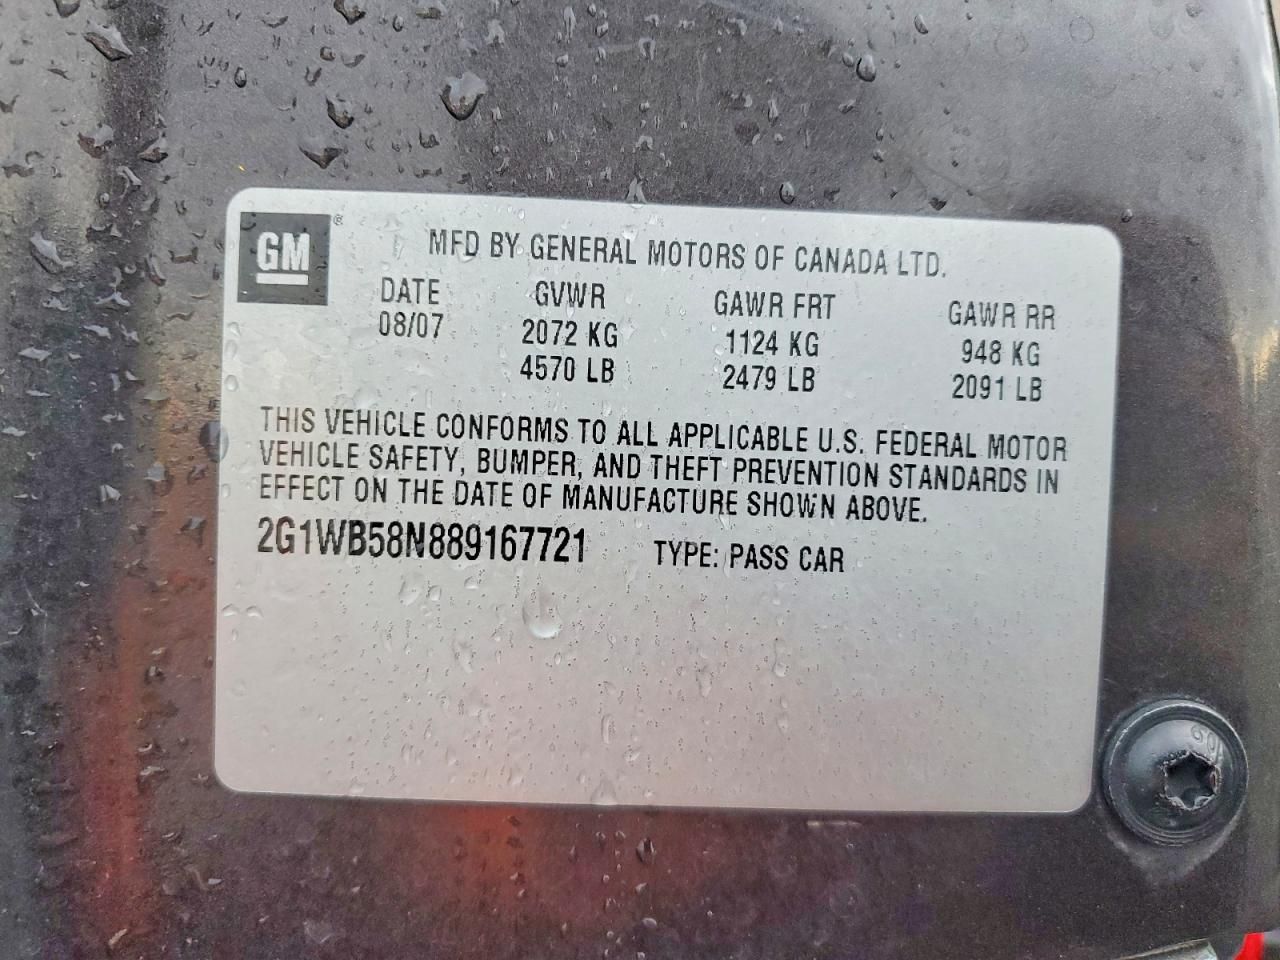 GM ®
MFD BY GENERAL MOTORS OF CANADA LTD.
DATE GVWR GAWR FRT GAWR RR
08/07 2072 KG 1124 KG 948 KG
4570 LB 2479 LB 2091 LB
THIS VEHICLE CONFORMS TO ALL APPLICABLE U.S. FEDERAL MOTOR
VEHICLE SAFETY, BUMPER, AND THEFT PREVENTION STANDARDS IN
EFFECT ON THE DATE OF MANUFACTURE SHOWN ABOVE.
2G1WB58N889167721 TYPE: PASS CAR